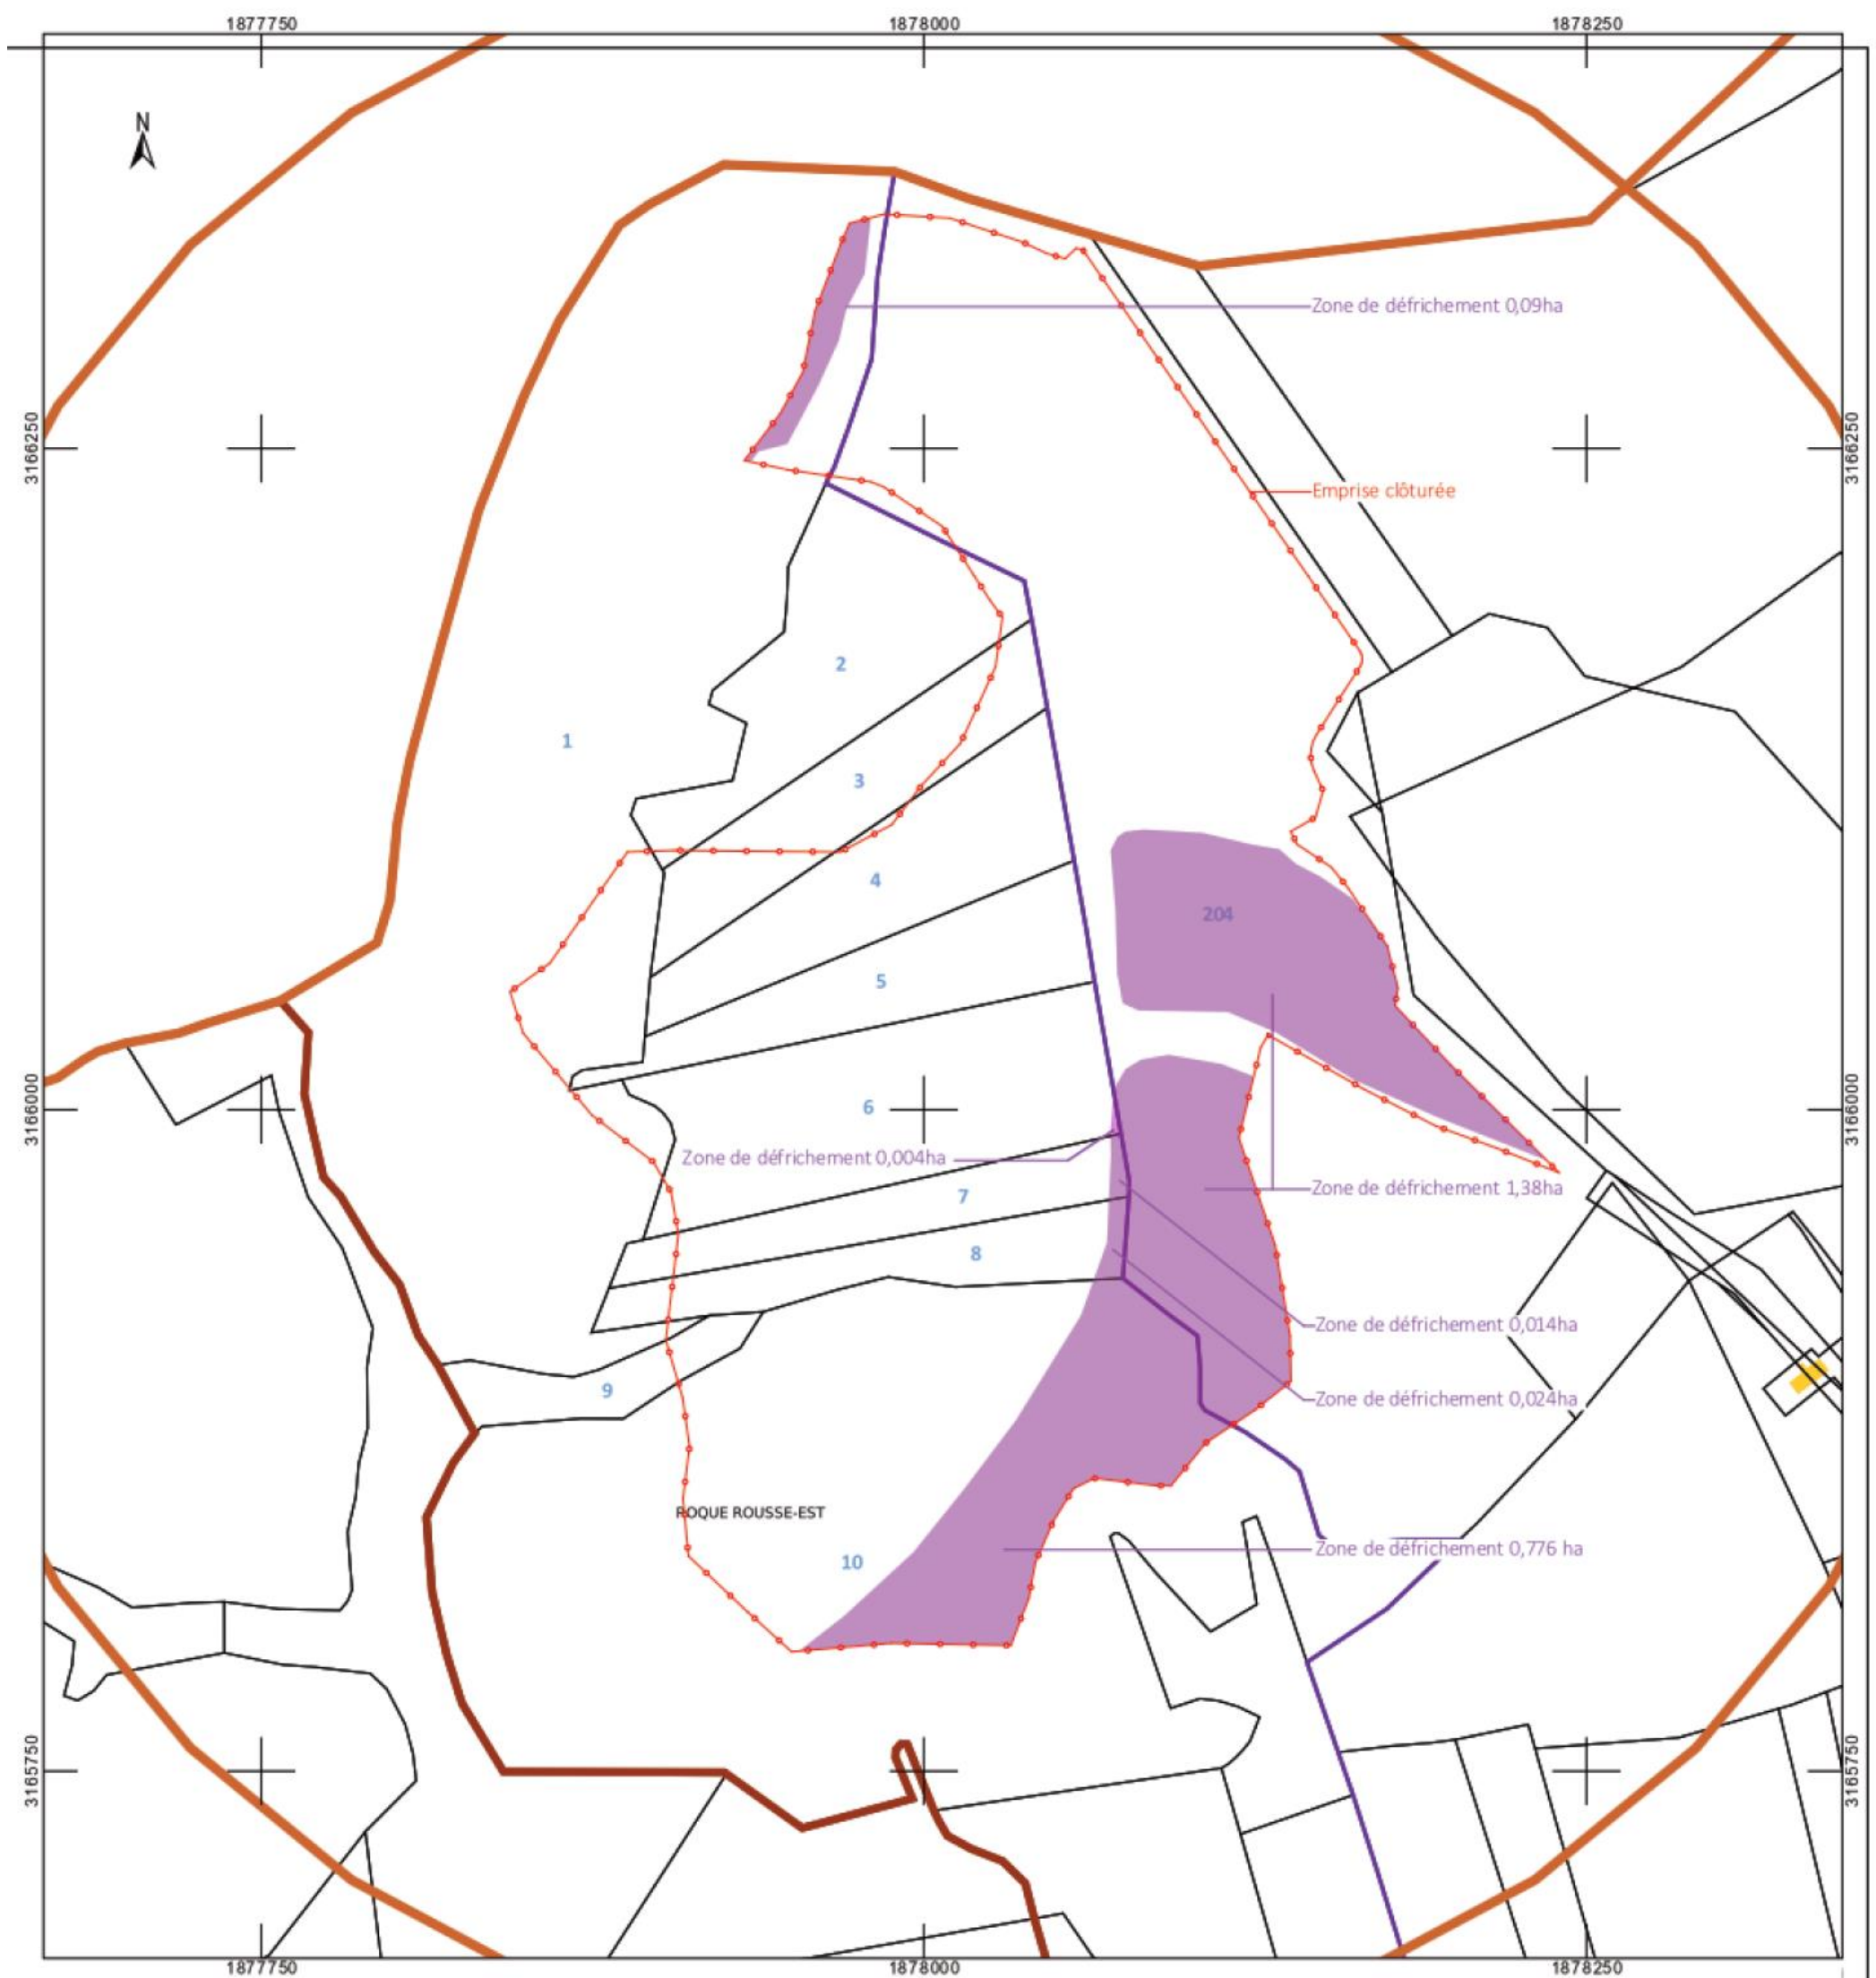 1877750
1878000
1878250
N
Zone de défrichement 0,09ha
3166250
3166250
Emprise clôturée
2
1
3
4
204
5
3166000
6
3166000
Zone de défrichement 0,004ha
Zone de défrichement 1,38ha
7
8
Zone de défrichement 0,014ha
9
Zone de défrichement 0,024ha
ROQUE ROUSSE-EST
Zone de défrichement 0,776 ha
10
3165750
3165750
1877750
1878000
1878250